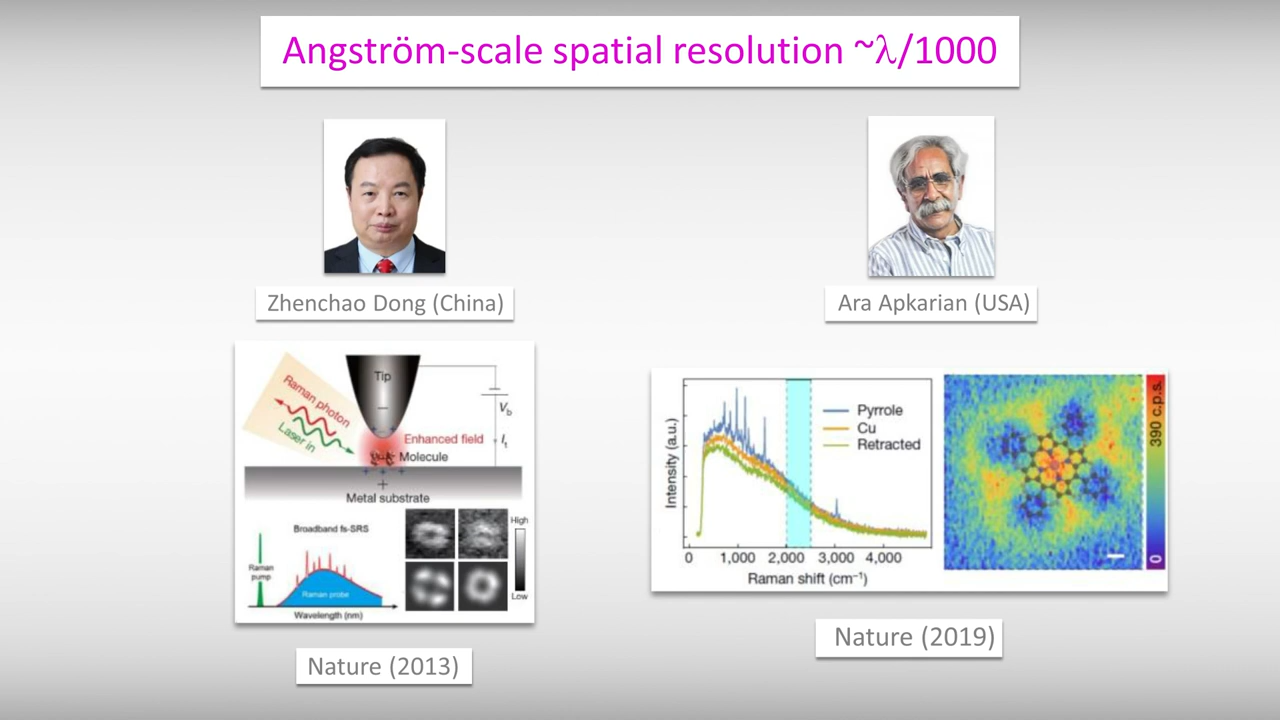 Angström-scale spatial resolution ~λ/1000
Zhenchao Dong (China)
Ara Apkarian (USA)
Tip
Raman photon
Laser in
Enhanced field
Molecule
Metal substrate
Vb
It
Broadband fs-SRS
Raman
pump
Raman probe
Wavelength (nm)
High
Low
Nature (2013)
Intensity (a.u.)
Pyrrole
Cu
Retracted
0 1,000 2,000 3,000 4,000
Raman shift (cm⁻¹)
390 c.p.s.
0
Nature (2019)